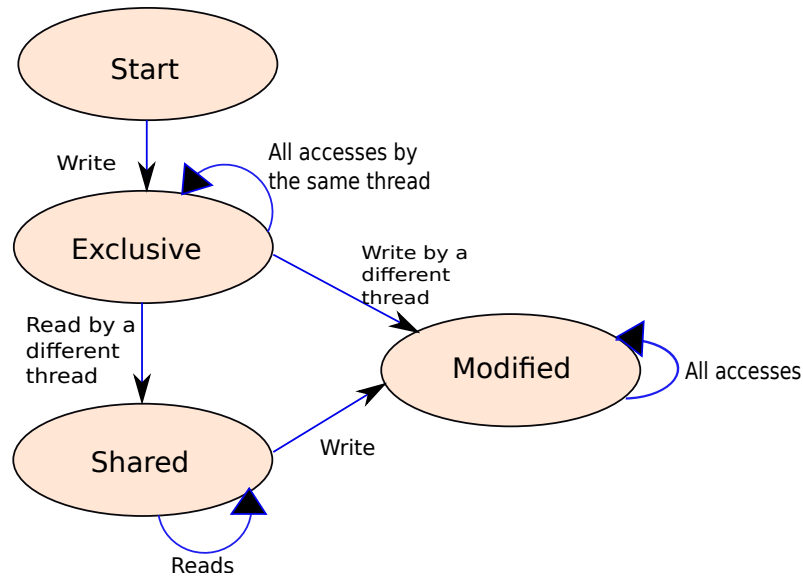 Start
Write
All accesses by
the same thread
Exclusive
Write by a
different
thread
Read by a
different
thread
Modified
All accesses
Shared
Write
Reads